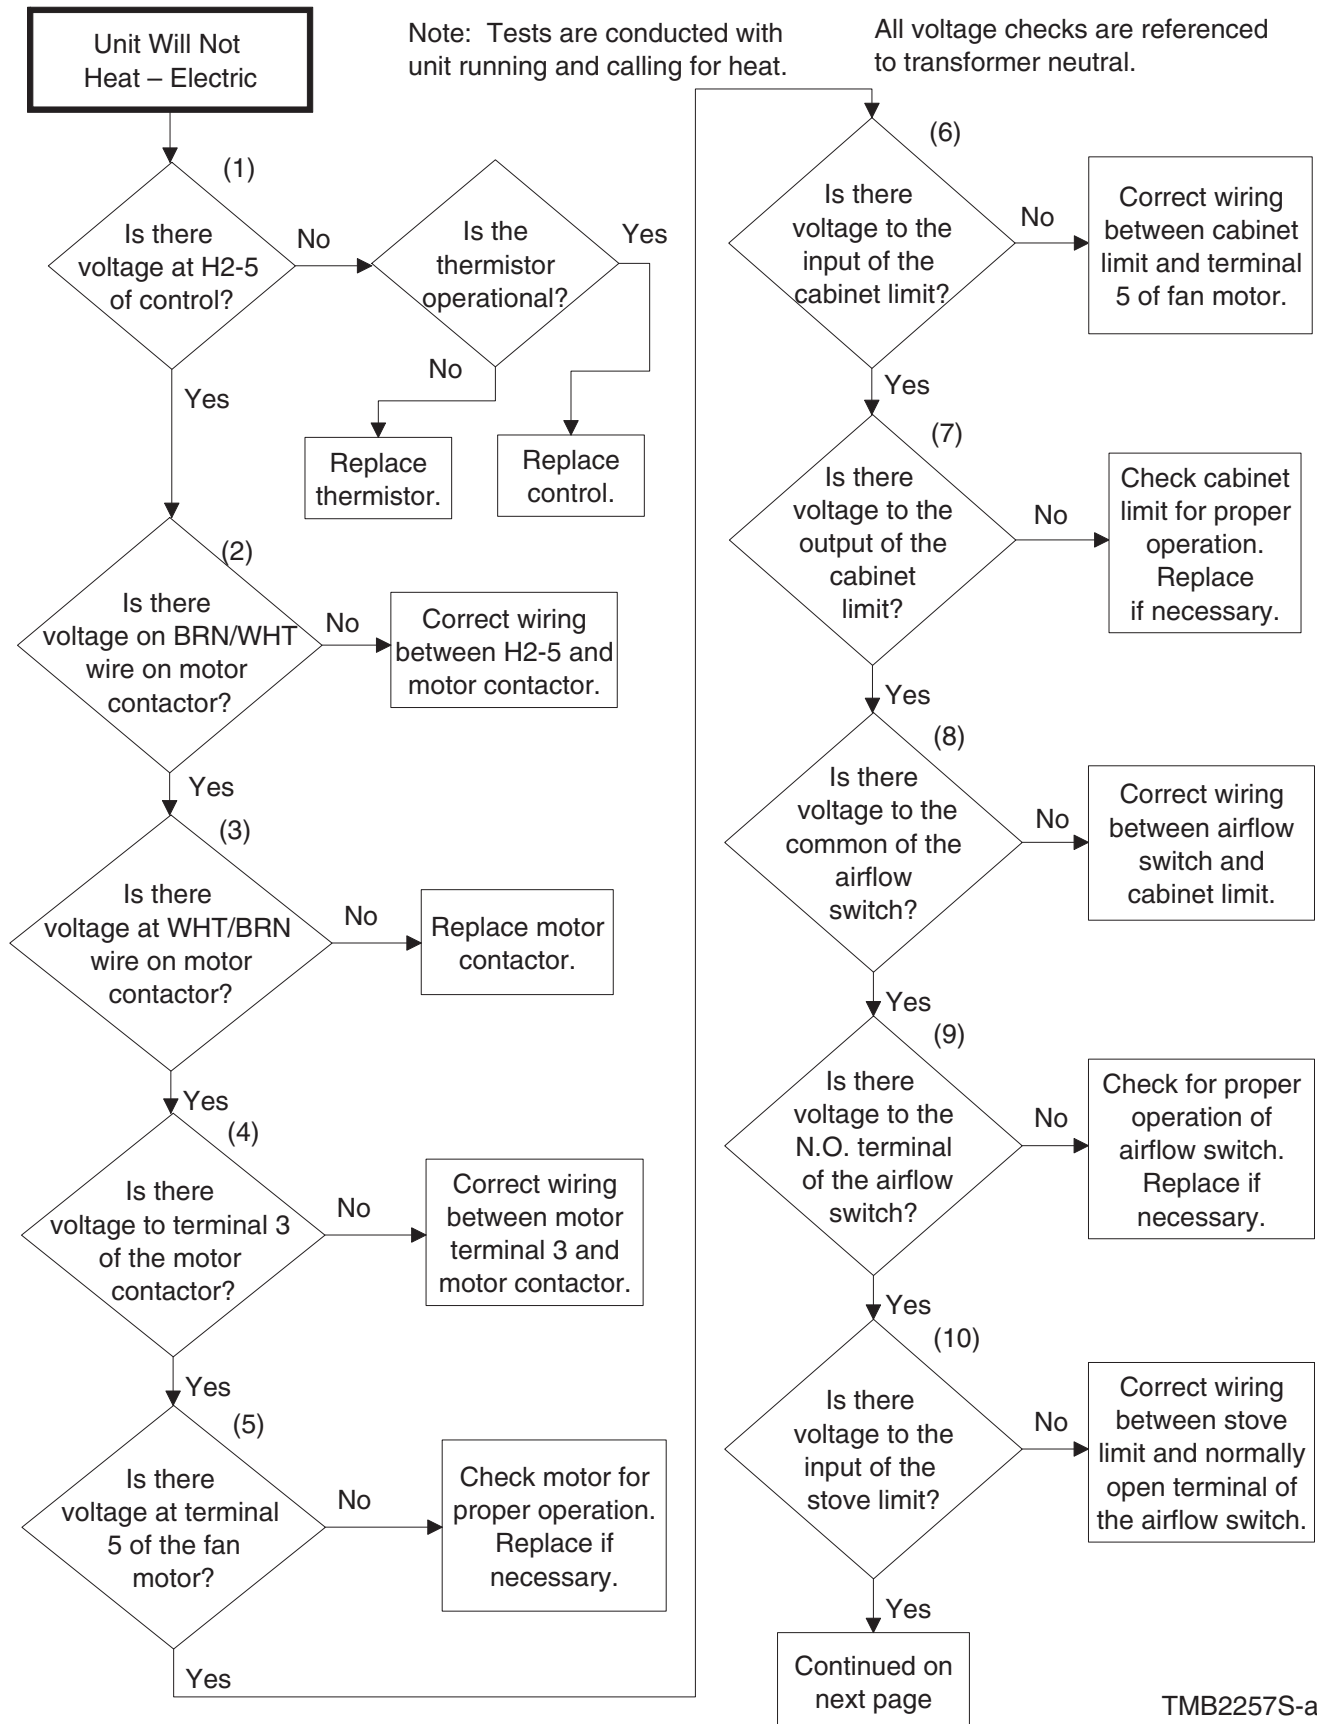 Unit Will Not
Heat – Electric
Note: Tests are conducted with
unit running and calling for heat.
All voltage checks are referenced
to transformer neutral.
(1)
Is there
voltage at H2-5
of control?
No
Is the
thermistor
operational?
Yes
No
Replace
thermistor.
Replace
control.
Yes
(2)
Is there
voltage on BRN/WHT
wire on motor
contactor?
No
Correct wiring
between H2-5 and
motor contactor.
Yes
(3)
Is there
voltage at WHT/BRN
wire on motor
contactor?
No
Replace motor
contactor.
Yes
(4)
Is there
voltage to terminal 3
of the motor
contactor?
No
Correct wiring
between motor
terminal 3 and
motor contactor.
Yes
(5)
Is there
voltage at terminal
5 of the fan
motor?
No
Check motor for
proper operation.
Replace if
necessary.
Yes
(6)
Is there
voltage to the
input of the
cabinet limit?
No
Correct wiring
between cabinet
limit and terminal
5 of fan motor.
Yes
(7)
Is there
voltage to the
output of the
cabinet
limit?
No
Check cabinet
limit for proper
operation.
Replace
if necessary.
Yes
(8)
Is there
voltage to the
common of the
airflow
switch?
No
Correct wiring
between airflow
switch and
cabinet limit.
Yes
(9)
Is there
voltage to the
N.O. terminal
of the airflow
switch?
No
Check for proper
operation of
airflow switch.
Replace if
necessary.
Yes
(10)
Is there
voltage to the
input of the
stove limit?
No
Correct wiring
between stove
limit and normally
open terminal of
the airflow switch.
Yes
Continued on
next page
TMB2257S-a